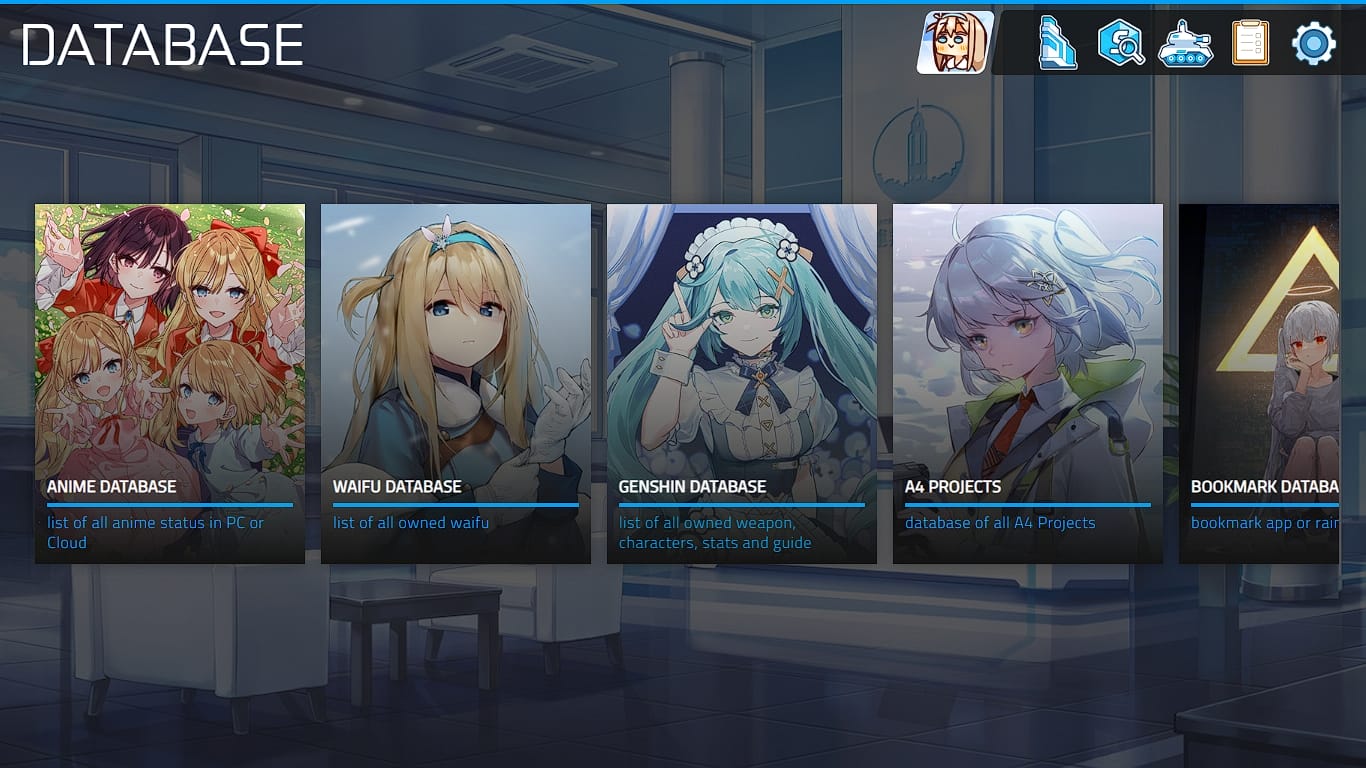 DATABASE
ANIME DATABASE
list of all anime status in PC or
Cloud
WAIFU DATABASE
list of all owned waifu
GENSHIN DATABASE
list of all owned weapon,
characters, stats and guide
A4 PROJECTS
database of all A4 Projects
BOOKMARK DATABA
bookmark app or rain